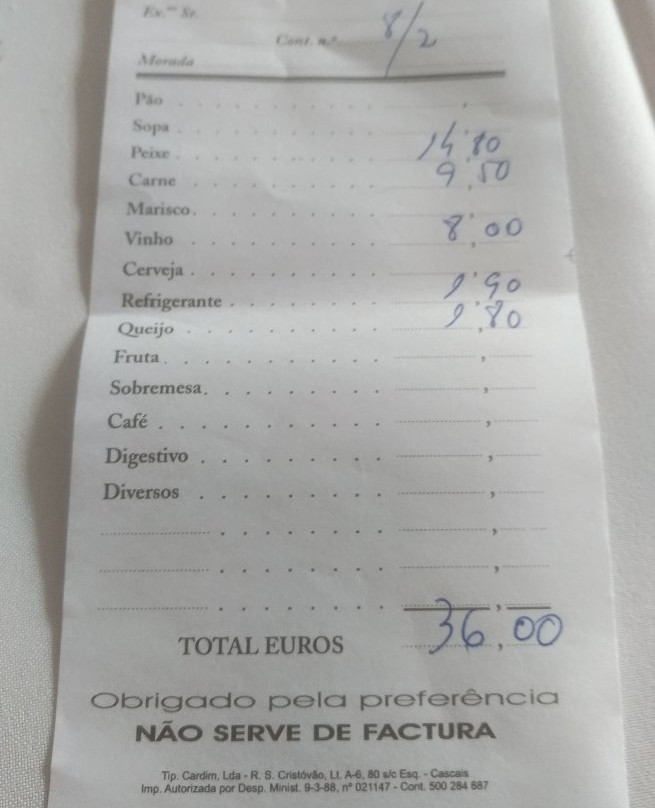 Ex.mo Sr.
Cont. n.º 8/2
Morada
Pão . . . . . . . . . . ,
Sopa . . . . . . . . . .
Peixe . . . . . . . . . 14,80
Carne . . . . . . . . . 9,50
Marisco . . . . . . . .
Vinho . . . . . . . . . 8,00
Cerveja . . . . . . . .
Refrigerante . . . . . . 1,90
Queijo . . . . . . . . . 1,80
Fruta . . . . . . . . . ,
Sobremesa . . . . . . . ,
Café . . . . . . . . . . ,
Digestivo . . . . . . . ,
Diversos . . . . . . . . ,
TOTAL EUROS 36,00
Obrigado pela preferência
NÃO SERVE DE FACTURA
Tip. Cardim, Lda - R. S. Cristóvão, Lt. A-6, 80 s/c Esq. - Cascais
Imp. Autorizada por Desp. Minist. 9-3-88, nº 021147 - Cont. 500 284 687